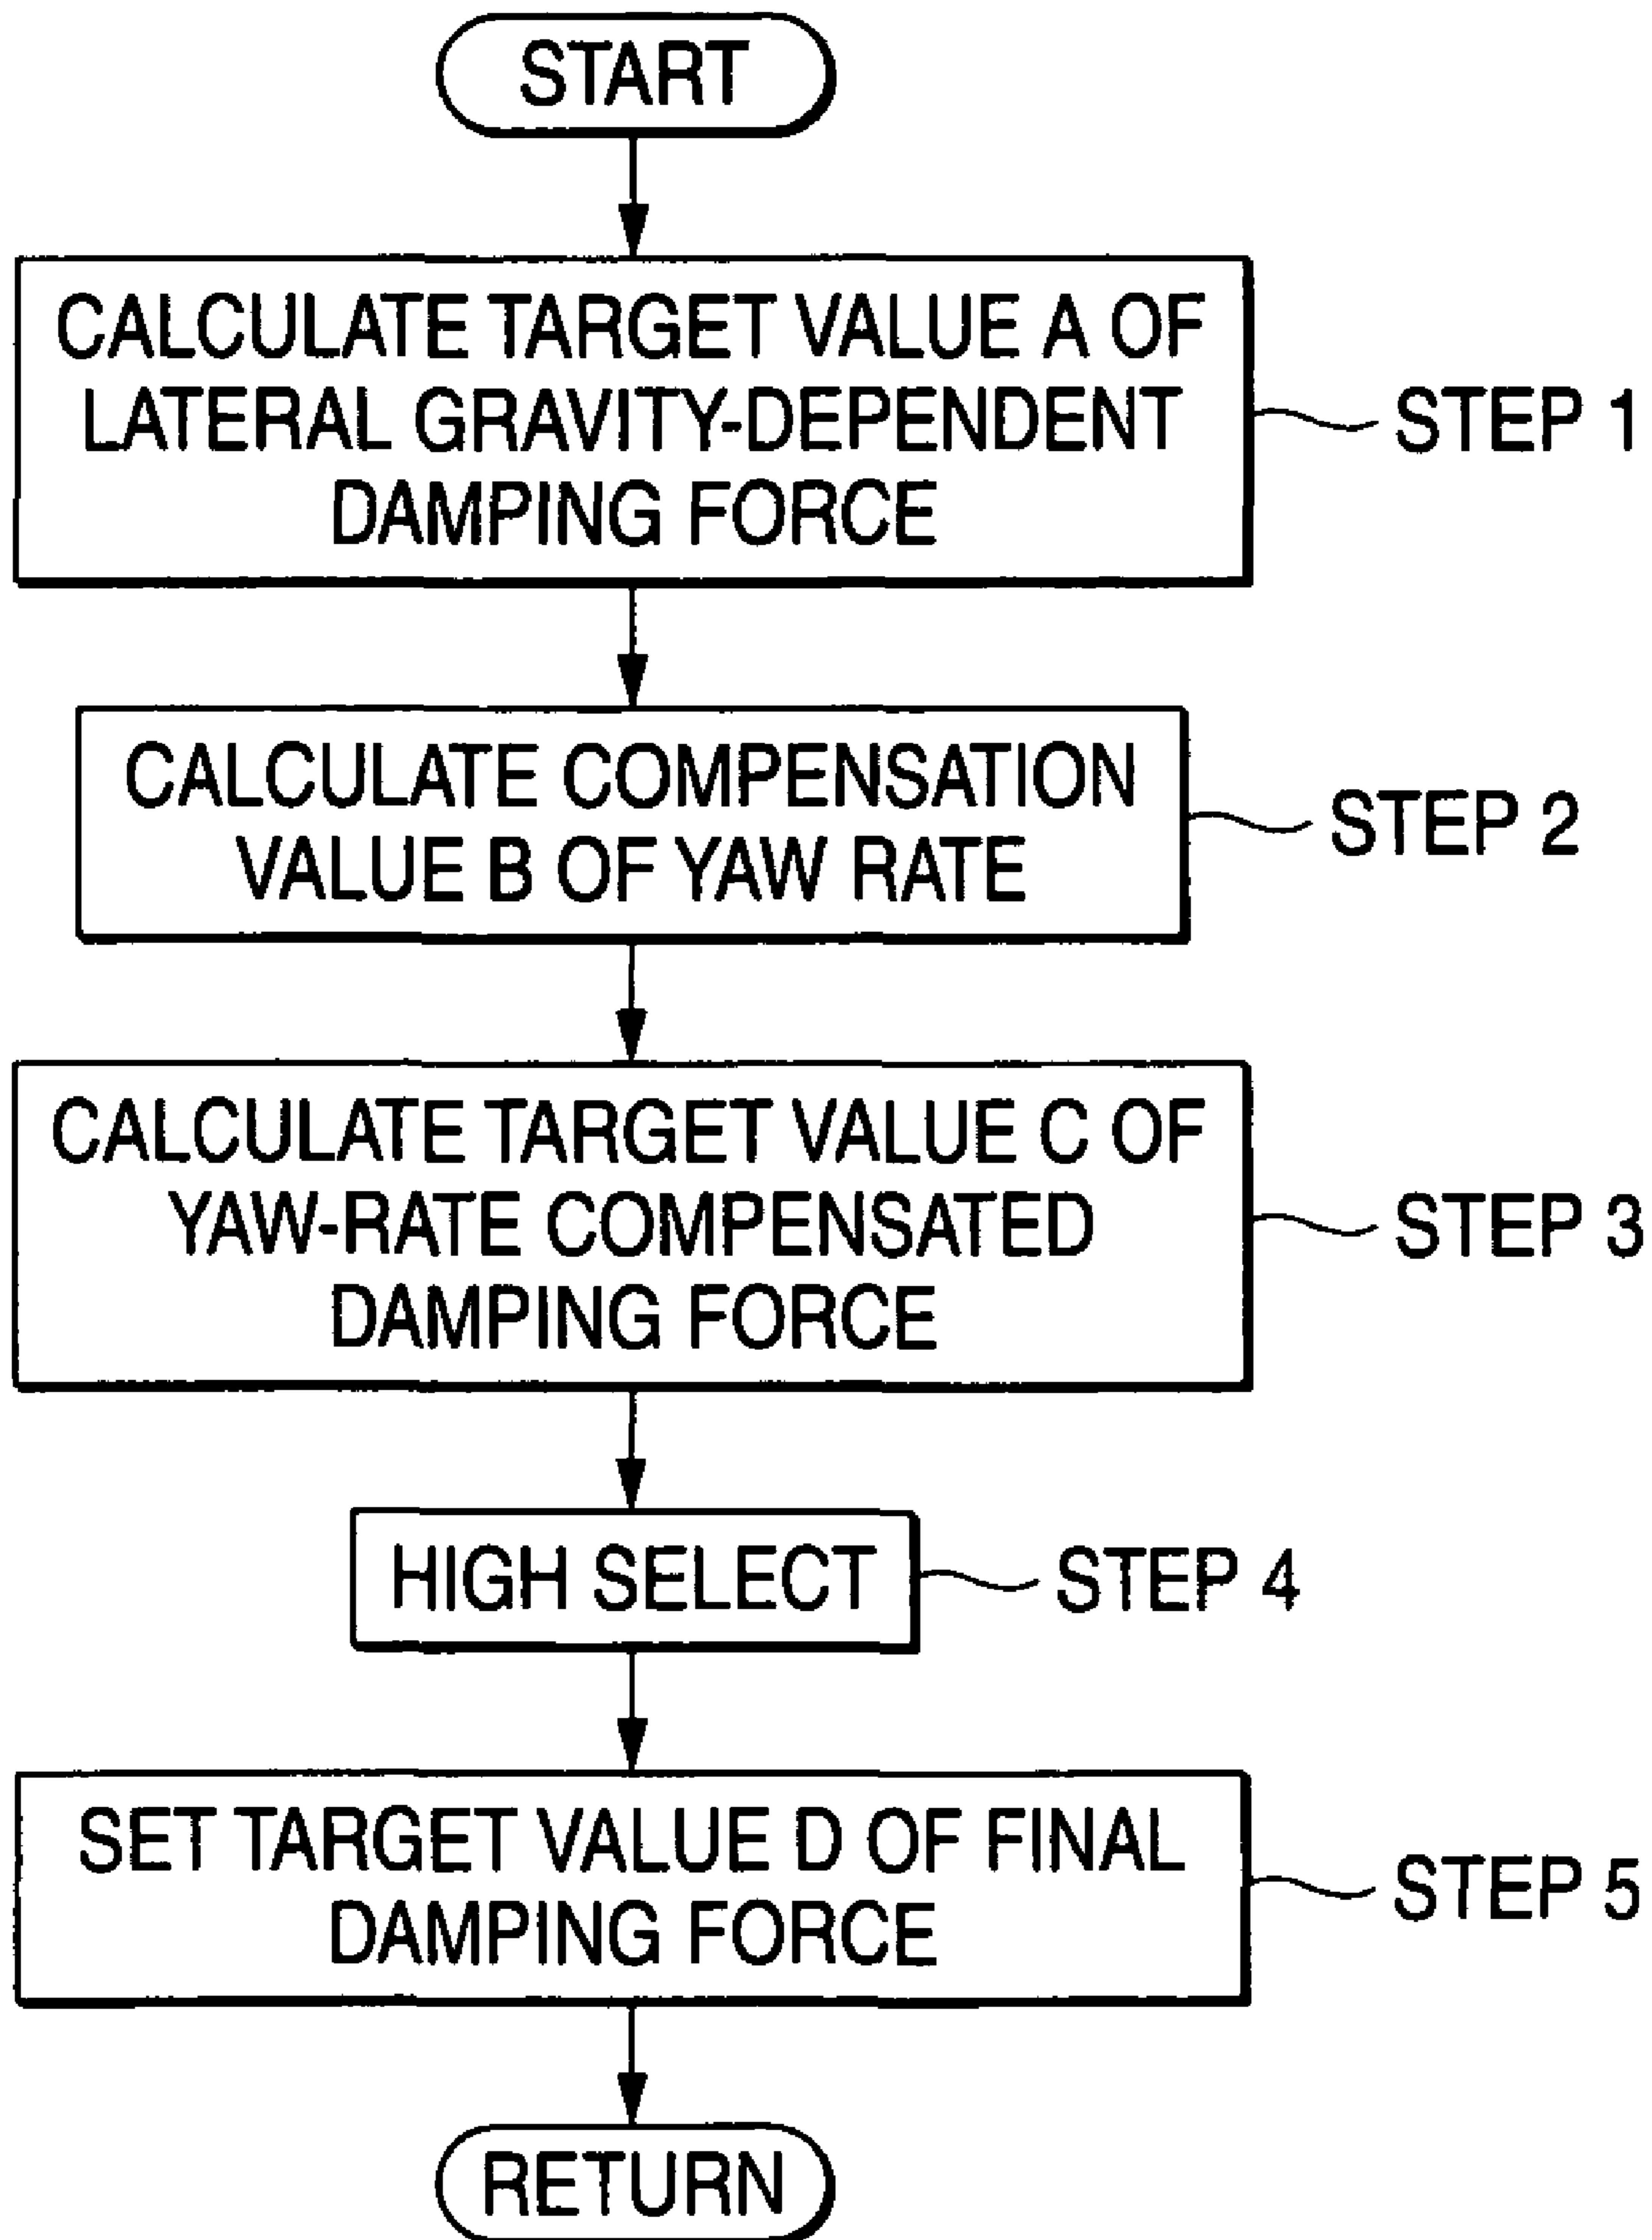 START
CALCULATE TARGET VALUE A OF
LATERAL GRAVITY-DEPENDENT
DAMPING FORCE
STEP 1
CALCULATE COMPENSATION
VALUE B OF YAW RATE
STEP 2
CALCULATE TARGET VALUE C OF
YAW-RATE COMPENSATED
DAMPING FORCE
STEP 3
HIGH SELECT
STEP 4
SET TARGET VALUE D OF FINAL
DAMPING FORCE
STEP 5
RETURN